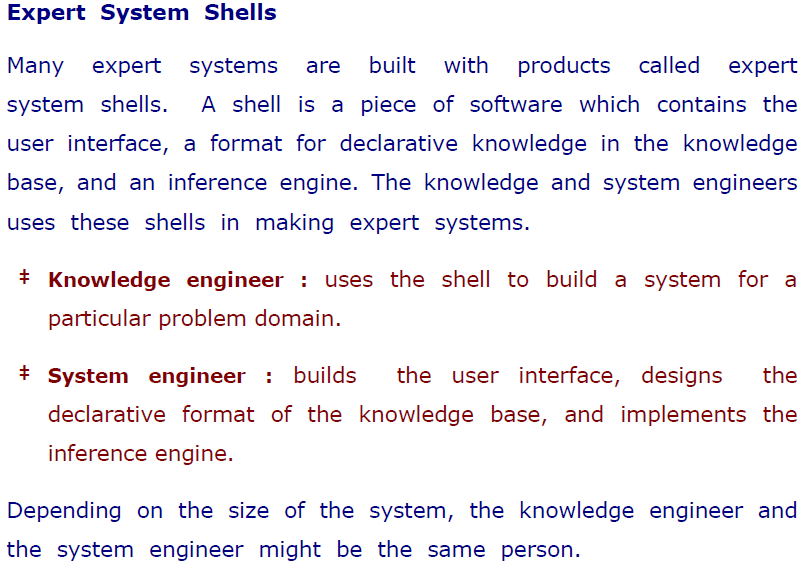 Expert System Shells
Many expert systems are built with products called expert
system shells. A shell is a piece of software which contains the
user interface, a format for declarative knowledge in the knowledge
base, and an inference engine. The knowledge and system engineers
uses these shells in making expert systems.
‡ Knowledge engineer : uses the shell to build a system for a
particular problem domain.
‡ System engineer : builds the user interface, designs the
declarative format of the knowledge base, and implements the
inference engine.
Depending on the size of the system, the knowledge engineer and
the system engineer might be the same person.